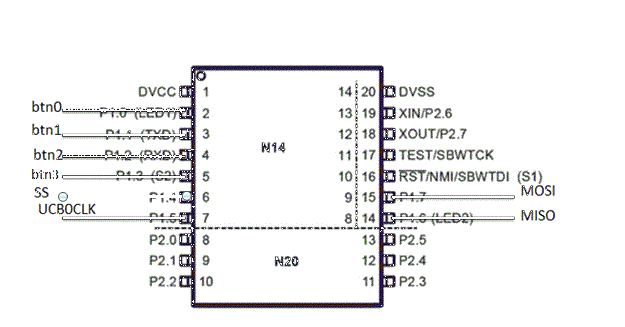 DVCC 1 14 20 DVSS
btn0 P1.0 (LED1) 2 13 19 XIN/P2.6
btn1 P1.1 (TXD) 3 12 18 XOUT/P2.7
btn2 P1.2 (RXD) 4 N14 11 17 TEST/SBWTCK
btn3 P1.3 (S2) 5 10 16 RST/NMI/SBWTDI (S1)
SS P1.4 6 9 15 P1.7 MOSI
UCB0CLK P1.5 7 8 14 P1.6 (LED2) MISO
P2.0 8 13 P2.5
P2.1 9 N20 12 P2.4
P2.2 10 11 P2.3